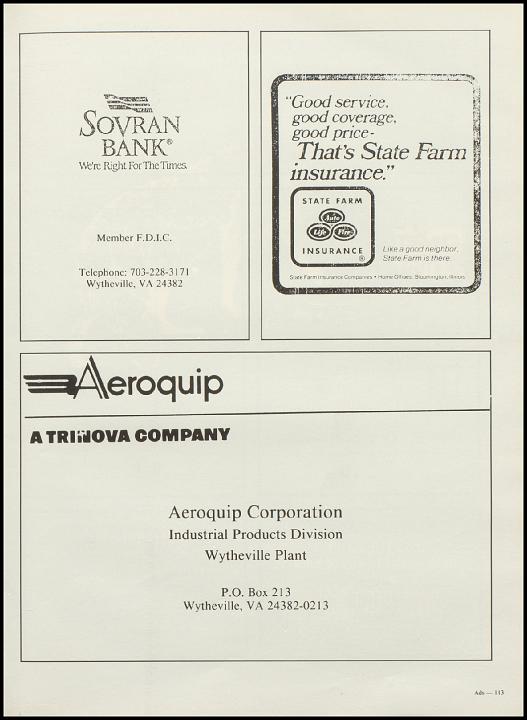 SOVRAN
BANK®
We're Right For The Times.
Member F.D.I.C.
Telephone: 703-228-3171
Wytheville, VA 24382
"Good service,
good coverage,
good price-
That's State Farm
insurance."
STATE FARM
Auto
Life Fire
INSURANCE
®
Like a good neighbor,
State Farm is there.
State Farm Insurance Companies • Home Offices: Bloomington, Illinois
Aeroquip
A TRINOVA COMPANY
Aeroquip Corporation
Industrial Products Division
Wytheville Plant
P.O. Box 213
Wytheville, VA 24382-0213
Ads — 113